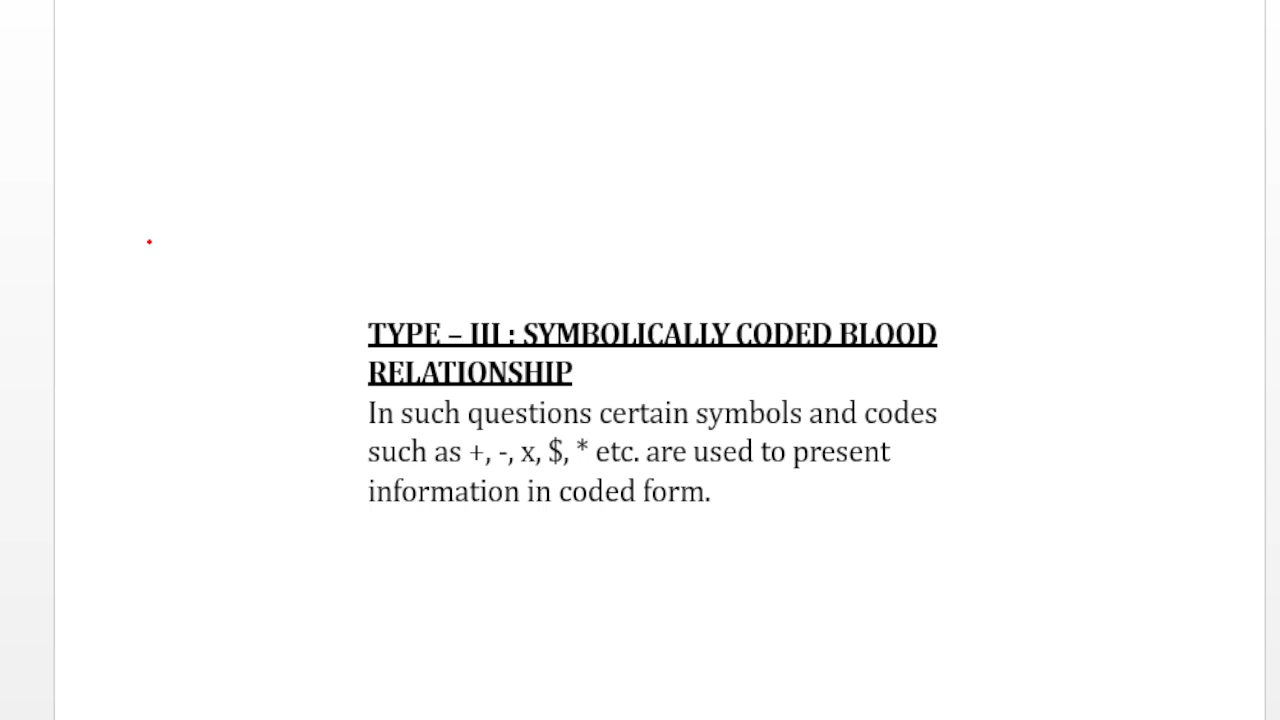 TYPE – III : SYMBOLICALLY CODED BLOOD
RELATIONSHIP
In such questions certain symbols and codes
such as +, -, x, $, * etc. are used to present
information in coded form.